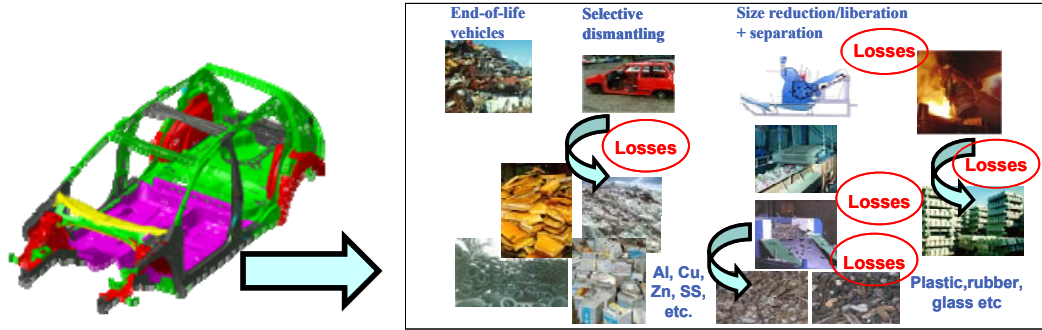 End-of-life
vehicles
Selective
dismantling
Size reduction/liberation
+ separation
Losses
Losses
Losses
Losses
Losses
Al, Cu,
Zn, SS,
etc.
Plastic,rubber,
glass etc